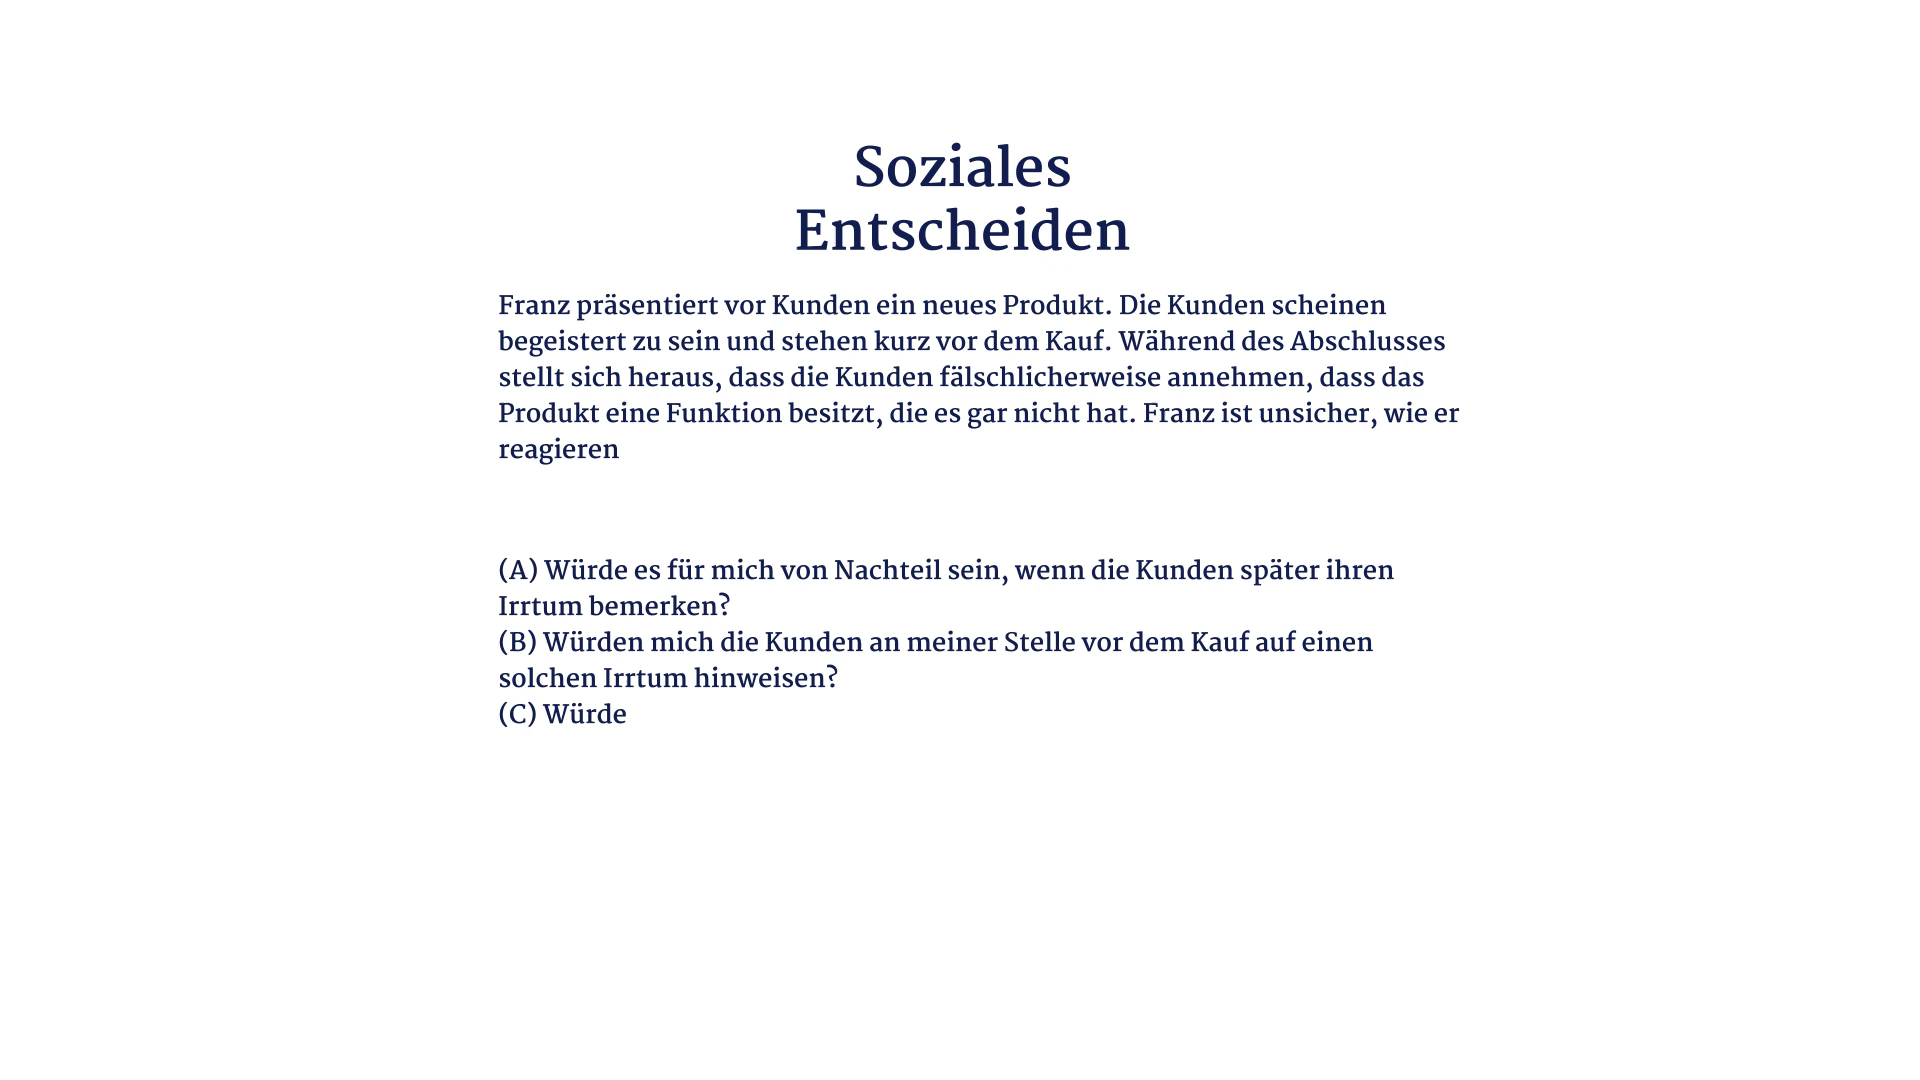 Soziales
Entscheiden
Franz präsentiert vor Kunden ein neues Produkt. Die Kunden scheinen
begeistert zu sein und stehen kurz vor dem Kauf. Während des Abschlusses
stellt sich heraus, dass die Kunden fälschlicherweise annehmen, dass das
Produkt eine Funktion besitzt, die es gar nicht hat. Franz ist unsicher, wie er
reagieren
(A) Würde es für mich von Nachteil sein, wenn die Kunden später ihren
Irrtum bemerken?
(B) Würden mich die Kunden an meiner Stelle vor dem Kauf auf einen
solchen Irrtum hinweisen?
(C) Würde